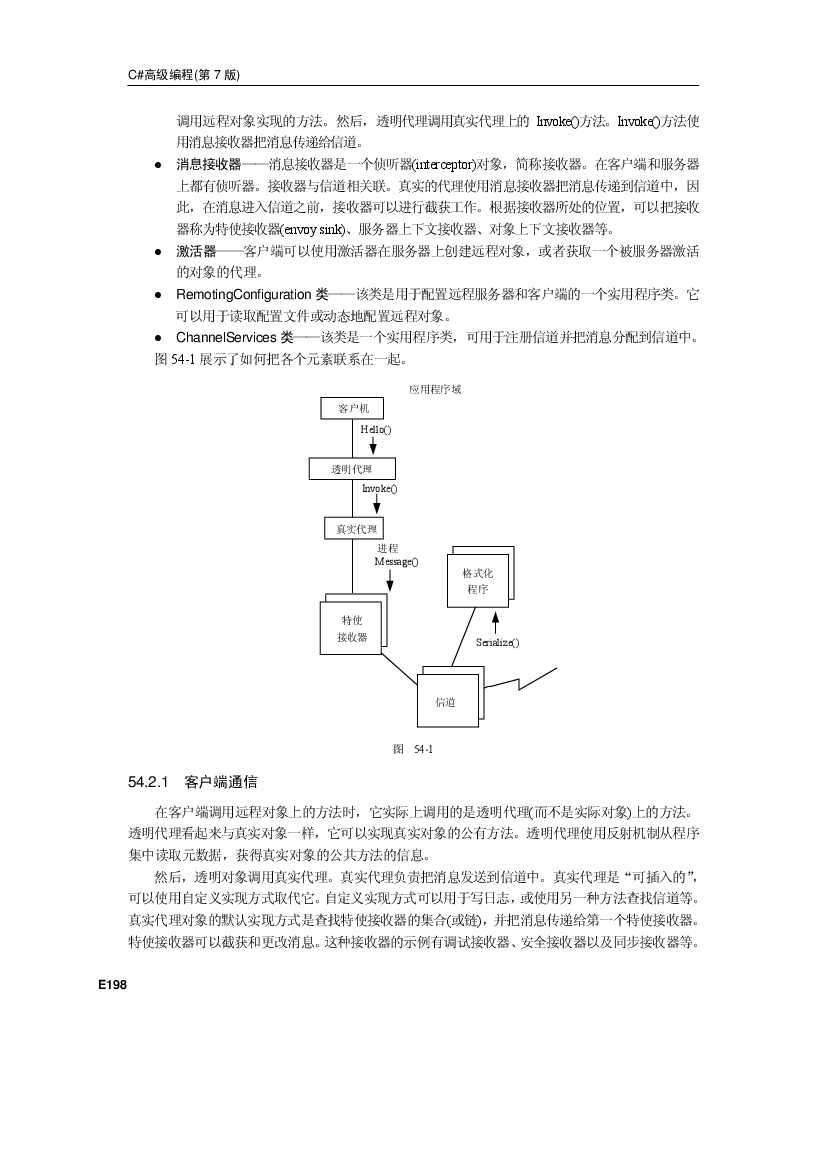 C#高级编程(第 7 版)
调用远程对象实现的方法。然后，透明代理调用真实代理上的 Invoke()方法。Invoke()方法使
用消息接收器把消息传递给信道。
● 消息接收器——消息接收器是一个侦听器(interceptor)对象，简称接收器。在客户端和服务器
上都有侦听器。接收器与信道相关联。真实的代理使用消息接收器把消息传递到信道中，因
此，在消息进入信道之前，接收器可以进行截获工作。根据接收器所处的位置，可以把接收
器称为特使接收器(envoy sink)、服务器上下文接收器、对象上下文接收器等。
● 激活器——客户端可以使用激活器在服务器上创建远程对象，或者获取一个被服务器激活
的对象的代理。
● RemotingConfiguration 类——该类是用于配置远程服务器和客户端的一个实用程序类。它
可以用于读取配置文件或动态地配置远程对象。
● ChannelServices 类——该类是一个实用程序类，可用于注册信道并把消息分配到信道中。
图 54-1 展示了如何把各个元素联系在一起。
应用程序域
客户机
Hello()
透明代理
Invoke()
真实代理
进程
Message()
格式化
程序
特使
接收器
Serialize()
信道
图 54-1
54.2.1 客户端通信
在客户端调用远程对象上的方法时，它实际上调用的是透明代理(而不是实际对象)上的方法。
透明代理看起来与真实对象一样，它可以实现真实对象的公有方法。透明代理使用反射机制从程序
集中读取元数据，获得真实对象的公共方法的信息。
然后，透明对象调用真实代理。真实代理负责把消息发送到信道中。真实代理是“可插入的”，
可以使用自定义实现方式取代它。自定义实现方式可以用于写日志，或使用另一种方法查找信道等。
真实代理对象的默认实现方式是查找特使接收器的集合(或链)，并把消息传递给第一个特使接收器。
特使接收器可以截获和更改消息。这种接收器的示例有调试接收器、安全接收器以及同步接收器等。
E198